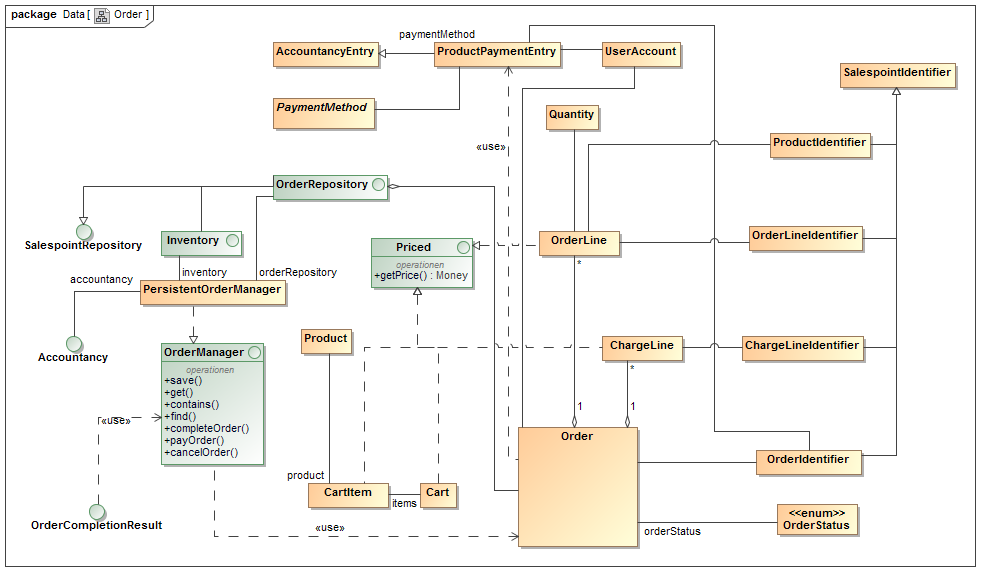 package Data [ Order ]
paymentMethod
AccountancyEntry
ProductPaymentEntry
UserAccount
SalespointIdentifier
PaymentMethod
Quantity
ProductIdentifier
«use»
OrderRepository
SalespointRepository
Inventory
Priced
operationen
+getPrice() : Money
OrderLine
OrderLineIdentifier
*
accountancy
inventory
orderRepository
PersistentOrderManager
Accountancy
Product
ChargeLine
ChargeLineIdentifier
*
OrderManager
operationen
+save()
+get()
+contains()
+find()
+completeOrder()
+payOrder()
+cancelOrder()
«use»
1
1
Order
OrderIdentifier
product
CartItem
items
Cart
OrderCompletionResult
«use»
orderStatus
<<enum>>
OrderStatus